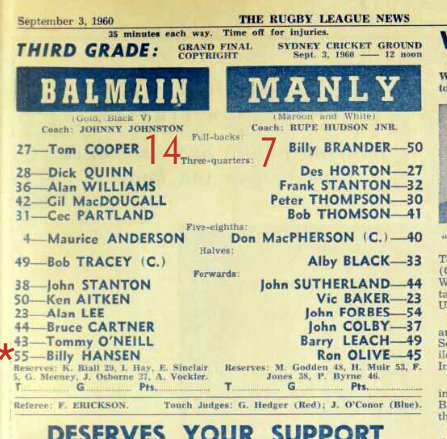 September 3, 1960 THE RUGBY LEAGUE NEWS
35 minutes each way. Time off for injuries.
THIRD GRADE: GRAND FINAL SYDNEY CRICKET GROUND
COPYRIGHT Sept. 3, 1960 — 12 noon
BALMAIN MANLY
(Gold, Black V) (Maroon and White)
Coach: JOHNNY JOHNSTON Coach: RUPE HUDSON JNR.
Full-backs:
27—Tom COOPER 14 7 Billy BRANDER—50
Three-quarters:
28—Dick QUINN Des HORTON—27
36—Alan WILLIAMS Frank STANTON—32
42—Gil MacDOUGALL Peter THOMPSON—30
31—Cec PARTLAND Bob THOMSON—41
Five-eighths:
4—Maurice ANDERSON Don MacPHERSON (C.)—40
Halves:
49—Bob TRACEY (C.) Alby BLACK—33
Forwards:
38—John STANTON John SUTHERLAND—44
50—Ken AITKEN Vic BAKER—23
23—Alan LEE John FORBES—54
44—Bruce CARTNER John COLBY—37
43—Tommy O'NEILL Barry LEACH—49
*55—Billy HANSEN Ron OLIVE—45
Reserves: K. Riall 29, I. Hay, E. Sinclair Reserves: M. Godden 48, H. Muir 53, F.
5, G. Meeney, J. Osborne 37, A. Vockler. Jones 38, P. Byrne 46.
T. G. Pts. T. G. Pts.
Referee: F. ERICKSON. Touch Judges: G. Hedger (Red); J. O'Connor (Blue).
DESERVES YOUR SUPPORT